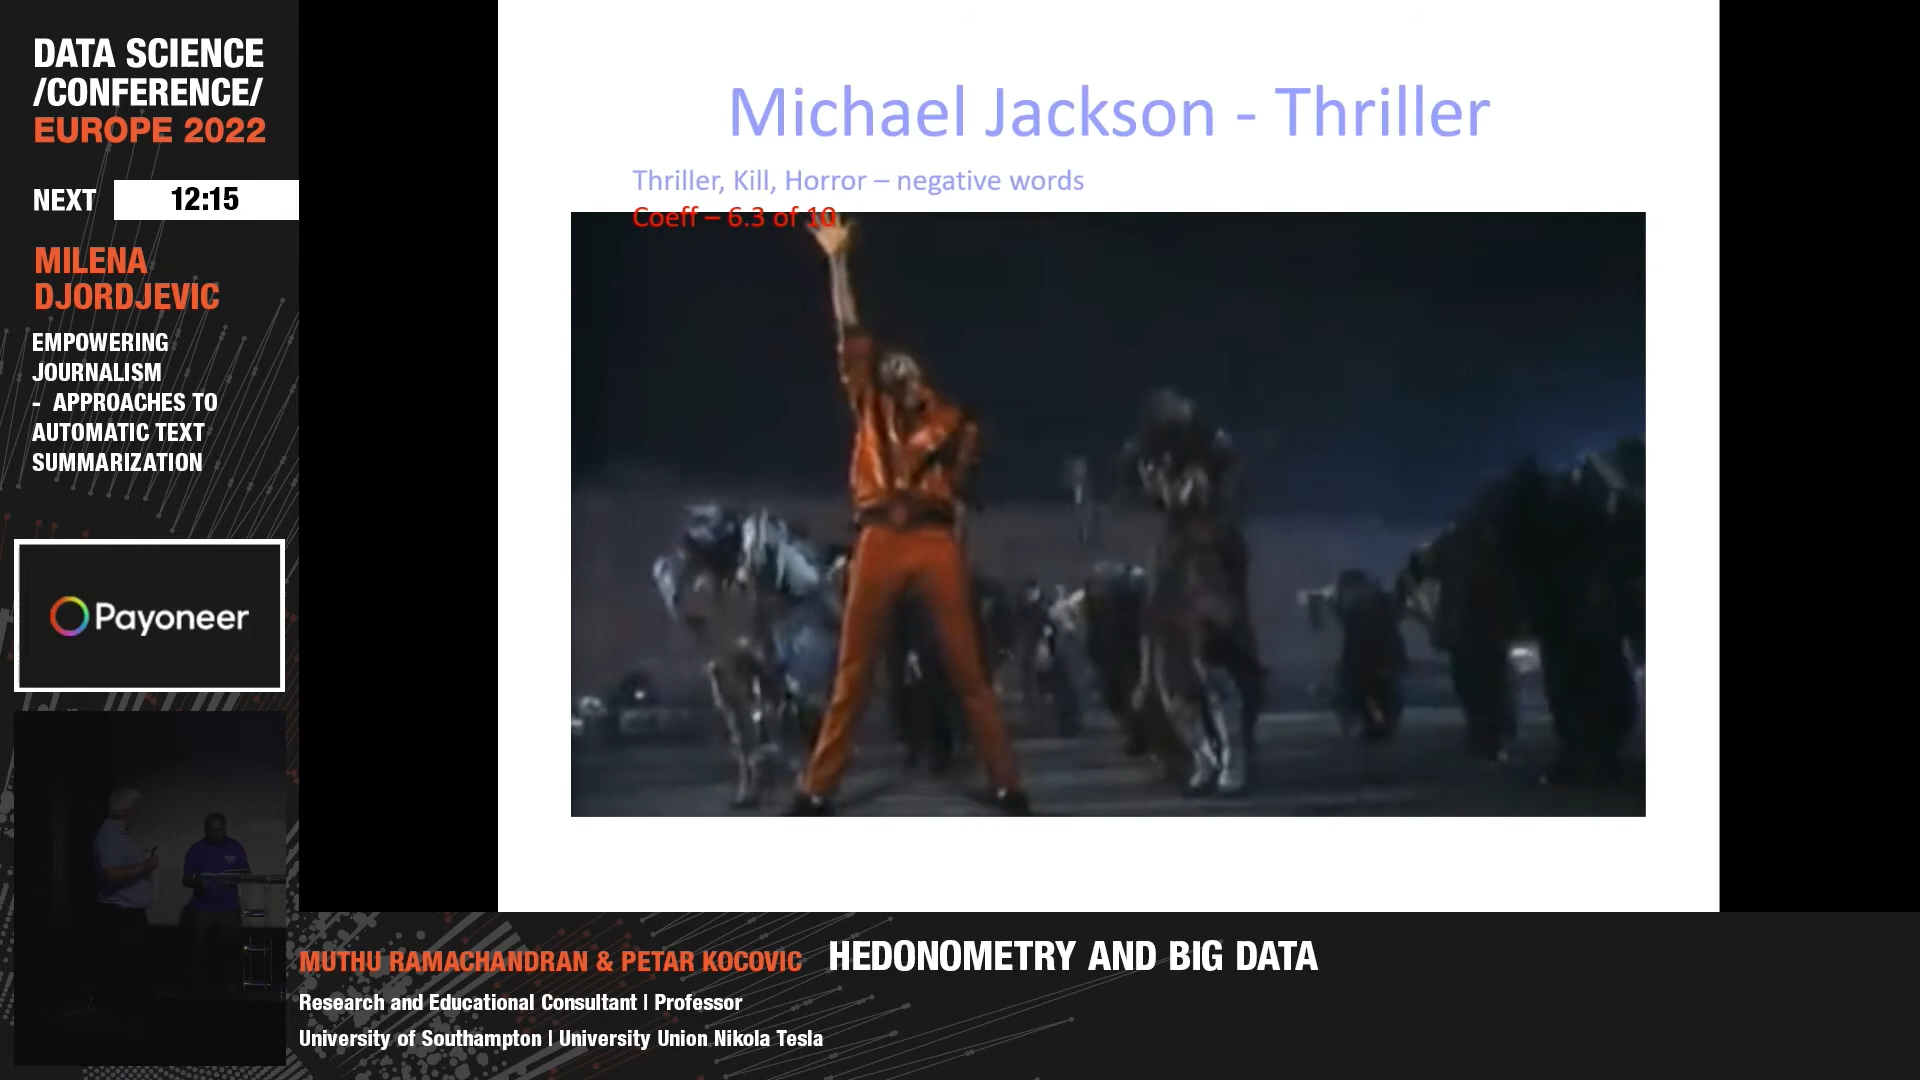 DATA SCIENCE
/CONFERENCE/
EUROPE 2022
NEXT 12:15
MILENA
DJORDJEVIC
EMPOWERING
JOURNALISM
- APPROACHES TO
AUTOMATIC TEXT
SUMMARIZATION
Payoneer
Michael Jackson - Thriller
Thriller, Kill, Horror – negative words
Coeff – 6.3 of 10
MUTHU RAMACHANDRAN & PETAR KOCOVIC HEDONOMETRY AND BIG DATA
Research and Educational Consultant | Professor
University of Southampton | University Union Nikola Tesla